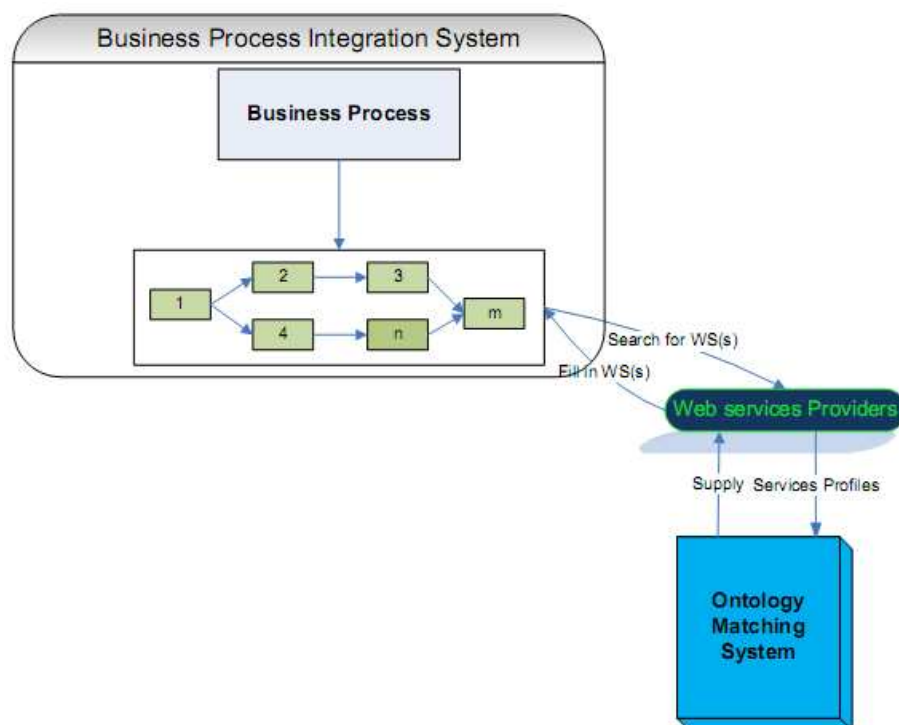 Business Process Integration System
Business Process
1
2
3
4
n
m
Search for WS(s)
Fill in WS(s)
Web services Providers
Supply
Services Profiles
Ontology
Matching
System